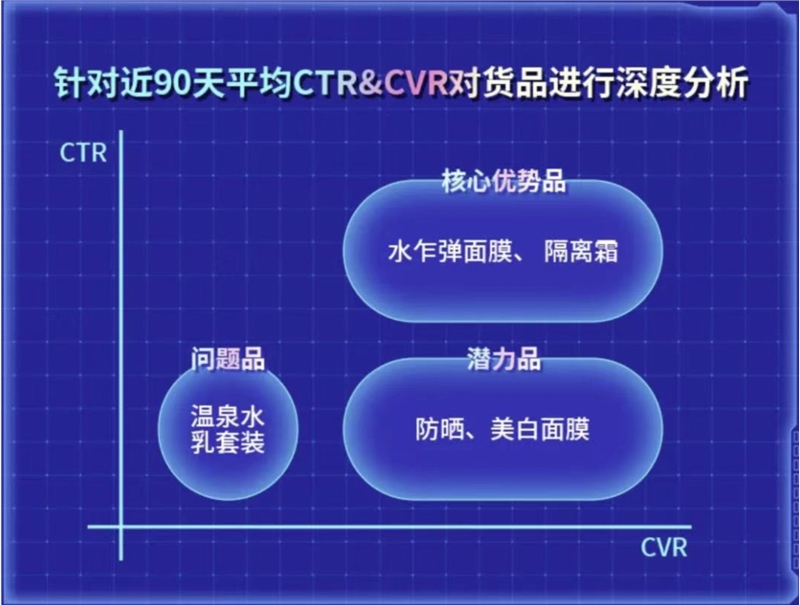 针对近90天平均CTR&CVR对货品进行深度分析
CTR
核心优势品
水乍弹面膜、 隔离霜
问题品
温泉水
乳套装
潜力品
防晒、美白面膜
CVR